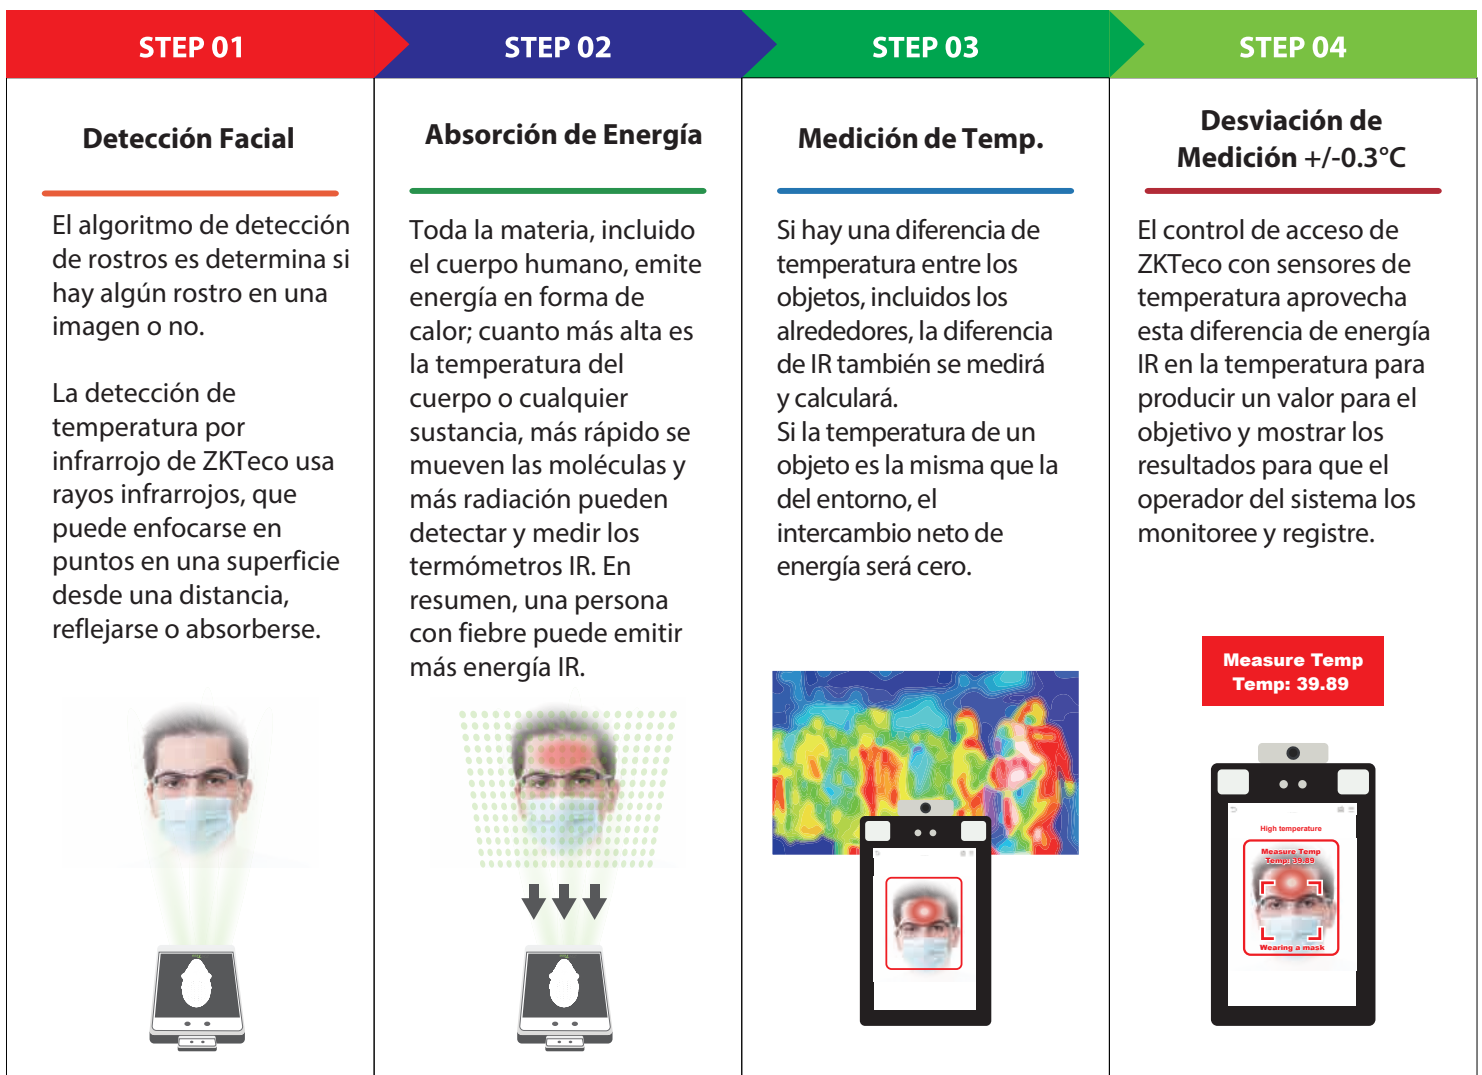 STEP 01
Detección Facial
El algoritmo de detección
de rostros es determina si
hay algún rostro en una
imagen o no.
La detección de
temperatura por
infrarrojo de ZKTeco usa
rayos infrarrojos, que
puede enfocarse en
puntos en una superficie
desde una distancia,
reflejarse o absorberse.
STEP 02
Absorción de Energía
Toda la materia, incluido
el cuerpo humano, emite
energía en forma de
calor; cuanto más alta es
la temperatura del
cuerpo o cualquier
sustancia, más rápido se
mueven las moléculas y
más radiación pueden
detectar y medir los
termómetros IR. En
resumen, una persona
con fiebre puede emitir
más energía IR.
STEP 03
Medición de Temp.
Si hay una diferencia de
temperatura entre los
objetos, incluidos los
alrededores, la diferencia
de IR también se medirá
y calculará.
Si la temperatura de un
objeto es la misma que la
del entorno, el
intercambio neto de
energía será cero.
STEP 04
Desviación de
Medición +/-0.3°C
El control de acceso de
ZKTeco con sensores de
temperatura aprovecha
esta diferencia de energía
IR en la temperatura para
producir un valor para el
objetivo y mostrar los
resultados para que el
operador del sistema los
monitoree y registre.
Measure Temp
Temp: 39.89
High temperature
Measure Temp
Temp: 39.89
Wearing a mask